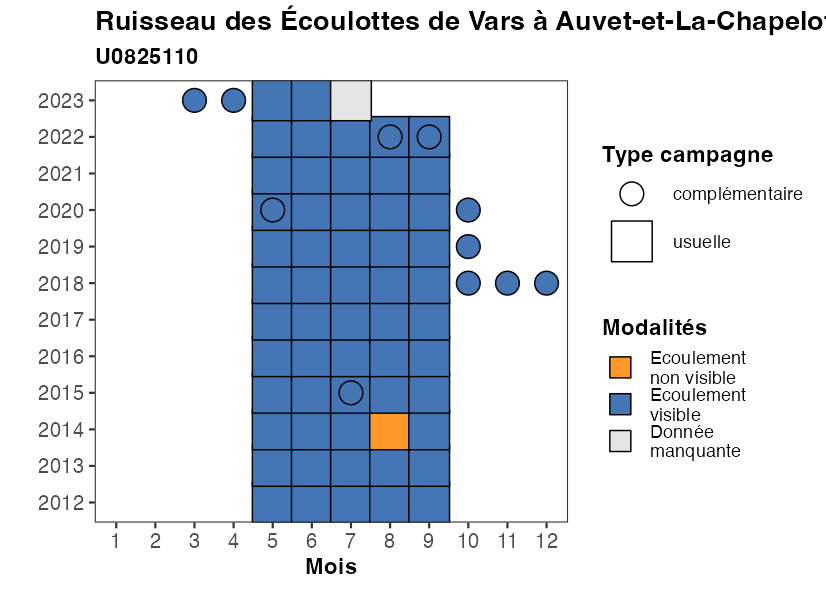 Ruisseau des Écoulottes de Vars à Auvet-et-La-Chapelo
U0825110
2023
2022
2021
2020
2019
2018
2017
2016
2015
2014
2013
2012
1 2 3 4 5 6 7 8 9 10 11 12
Mois
Type campagne
complémentaire
usuelle
Modalités
Ecoulement
non visible
Ecoulement
visible
Donnée
manquante